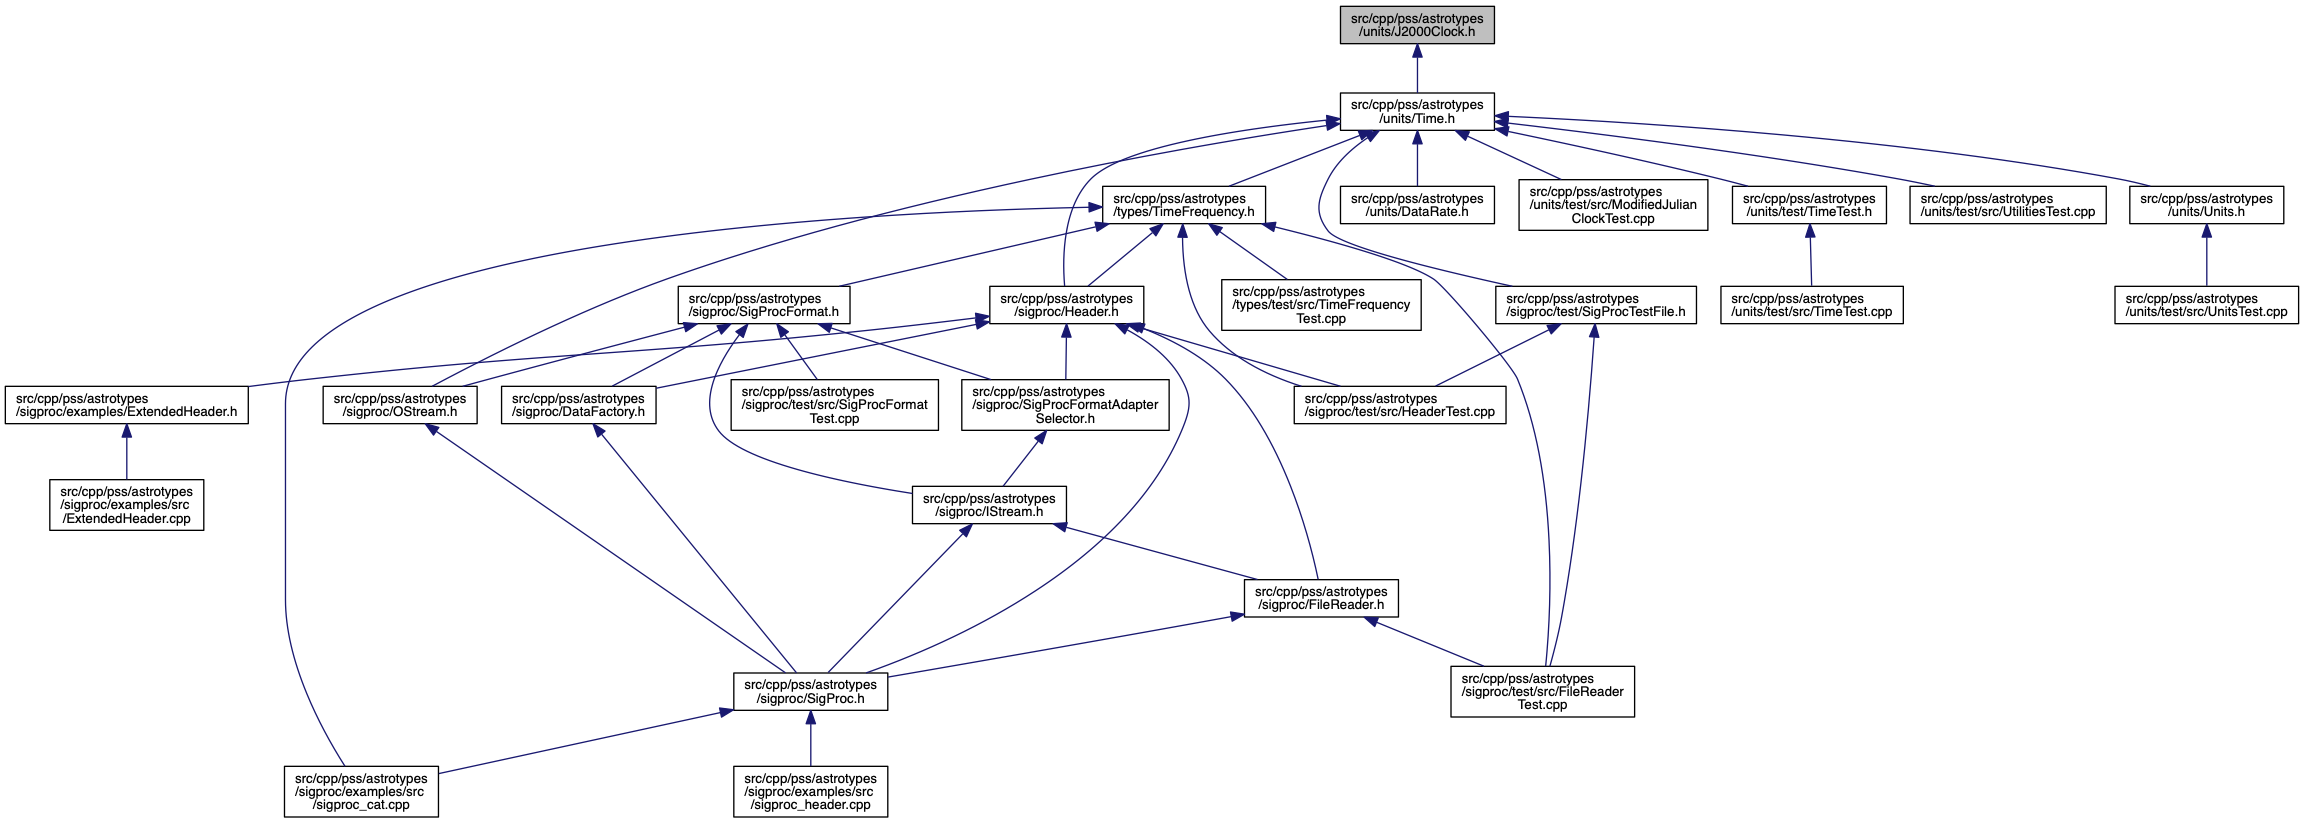 src/cpp/pss/astrotypes
/units/J2000Clock.h
src/cpp/pss/astrotypes
/units/Time.h
src/cpp/pss/astrotypes
/types/TimeFrequency.h
src/cpp/pss/astrotypes
/units/DataRate.h
src/cpp/pss/astrotypes
/units/test/src/ModifiedJulian
ClockTest.cpp
src/cpp/pss/astrotypes
/units/test/TimeTest.h
src/cpp/pss/astrotypes
/units/test/src/UtilitiesTest.cpp
src/cpp/pss/astrotypes
/units/Units.h
src/cpp/pss/astrotypes
/sigproc/SigProcFormat.h
src/cpp/pss/astrotypes
/sigproc/Header.h
src/cpp/pss/astrotypes
/types/test/src/TimeFrequency
Test.cpp
src/cpp/pss/astrotypes
/sigproc/test/SigProcTestFile.h
src/cpp/pss/astrotypes
/units/test/src/TimeTest.cpp
src/cpp/pss/astrotypes
/units/test/src/UnitsTest.cpp
src/cpp/pss/astrotypes
/sigproc/examples/ExtendedHeader.h
src/cpp/pss/astrotypes
/sigproc/OStream.h
src/cpp/pss/astrotypes
/sigproc/DataFactory.h
src/cpp/pss/astrotypes
/sigproc/test/src/SigProcFormat
Test.cpp
src/cpp/pss/astrotypes
/sigproc/SigProcFormatAdapter
Selector.h
src/cpp/pss/astrotypes
/sigproc/test/src/HeaderTest.cpp
src/cpp/pss/astrotypes
/sigproc/examples/src
/ExtendedHeader.cpp
src/cpp/pss/astrotypes
/sigproc/IStream.h
src/cpp/pss/astrotypes
/sigproc/FileReader.h
src/cpp/pss/astrotypes
/sigproc/SigProc.h
src/cpp/pss/astrotypes
/sigproc/test/src/FileReader
Test.cpp
src/cpp/pss/astrotypes
/sigproc/examples/src
/sigproc_cat.cpp
src/cpp/pss/astrotypes
/sigproc/examples/src
/sigproc_header.cpp